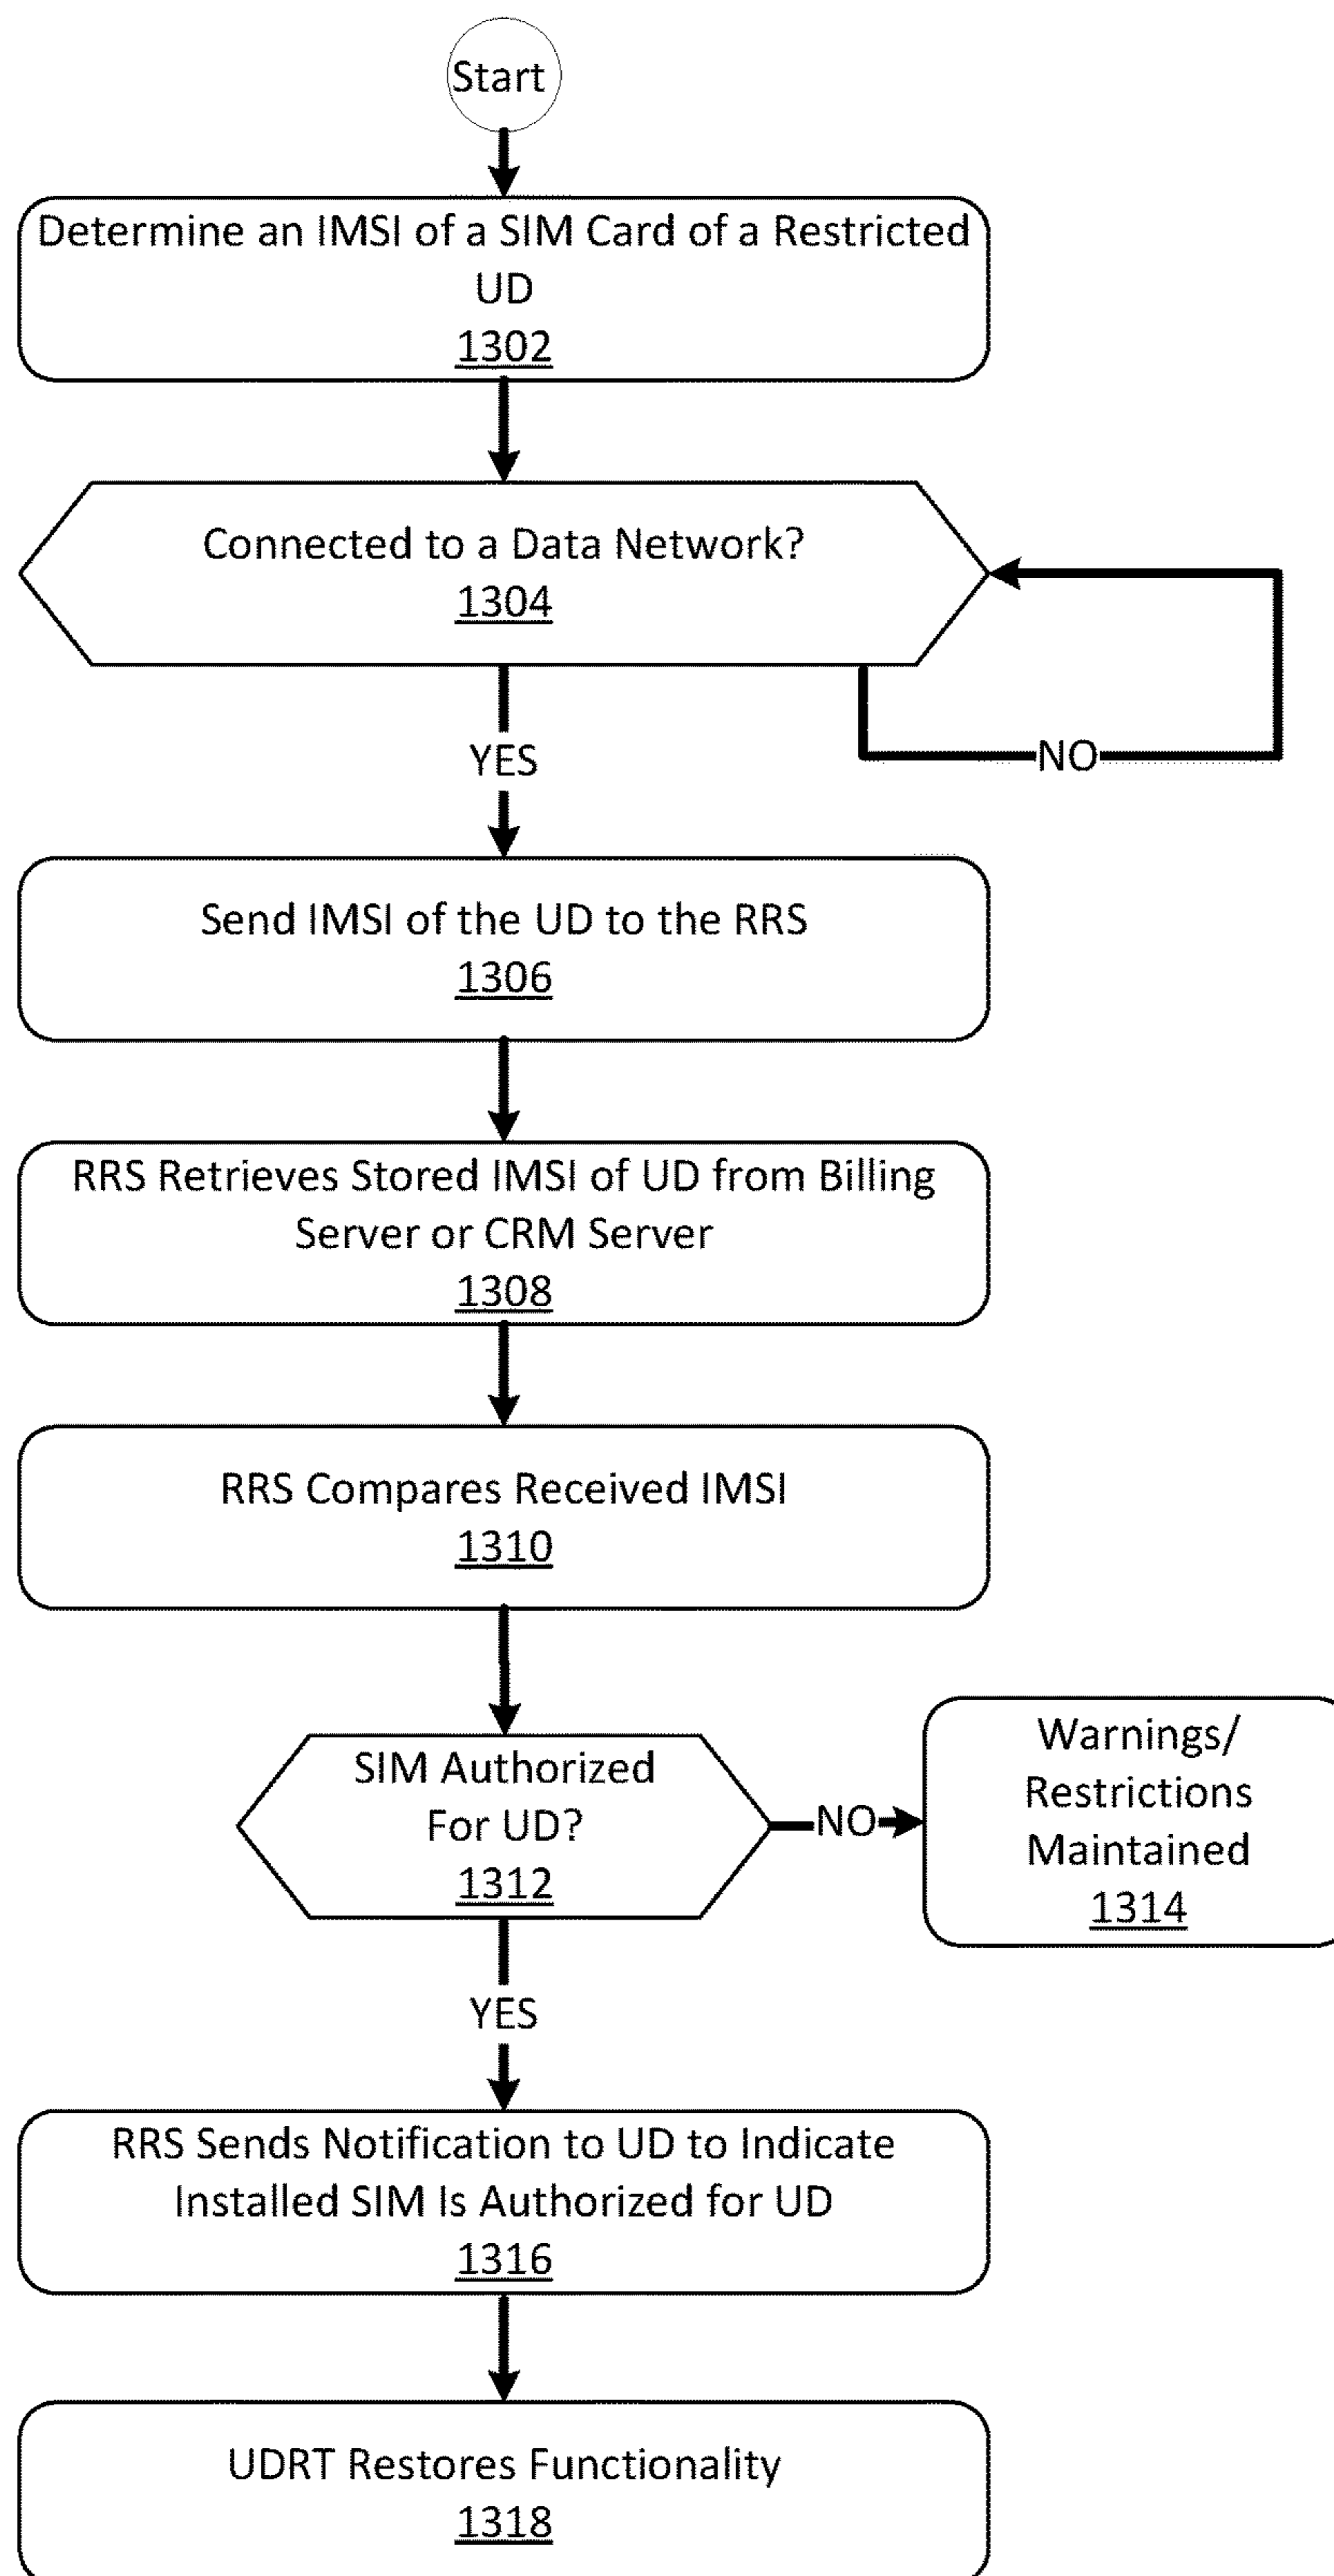 Start
Determine an IMSI of a SIM Card of a Restricted
UD
1302
Connected to a Data Network?
1304
NO
YES
Send IMSI of the UD to the RRS
1306
RRS Retrieves Stored IMSI of UD from Billing
Server or CRM Server
1308
RRS Compares Received IMSI
1310
SIM Authorized
For UD?
1312
NO
Warnings/
Restrictions
Maintained
1314
YES
RRS Sends Notification to UD to Indicate
Installed SIM Is Authorized for UD
1316
UDRT Restores Functionality
1318